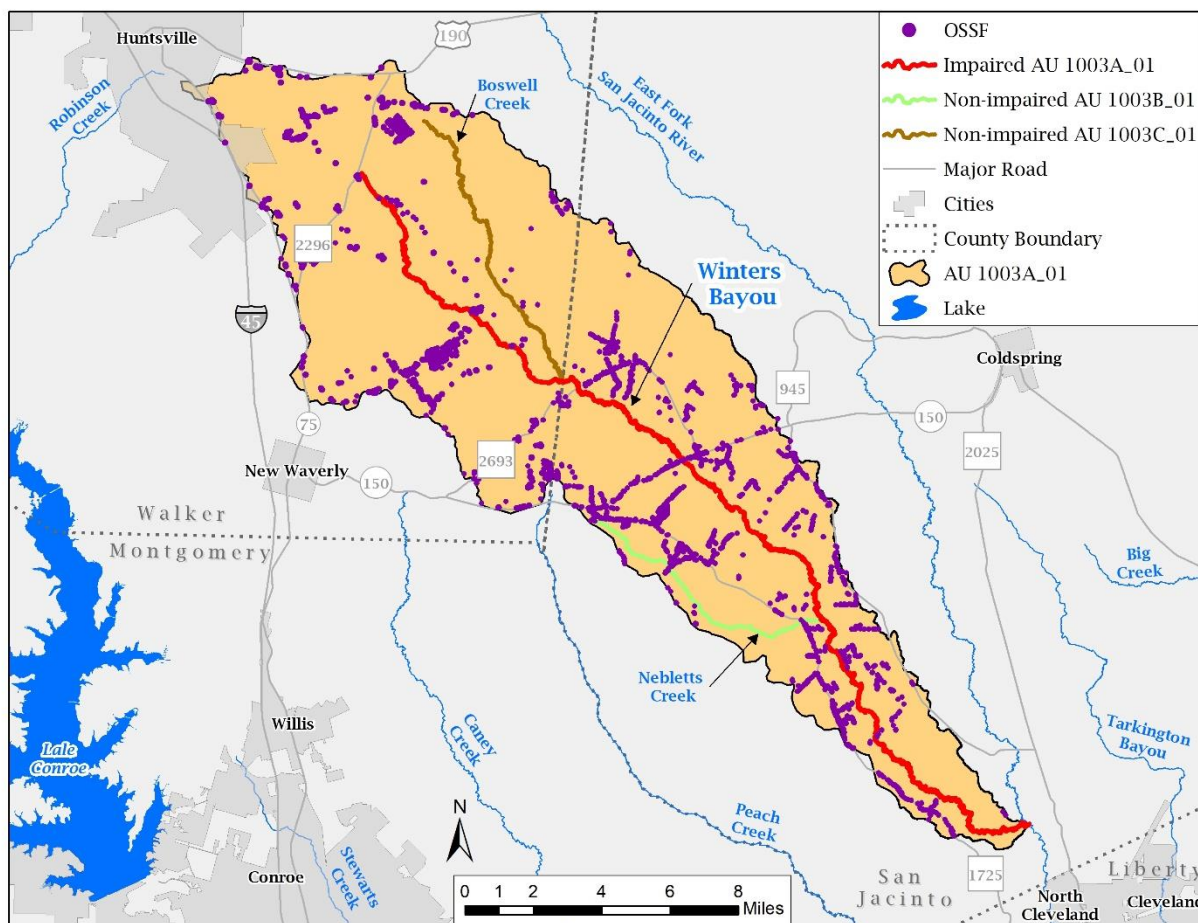 Huntsville
190
Boswell
Creek
Robinson
Creek
East Fork
San Jacinto River
OSSF
Impaired AU 1003A_01
Non-impaired AU 1003B_01
Non-impaired AU 1003C_01
Major Road
Cities
County Boundary
AU 1003A_01
Lake
2296
Winters
Bayou
45
Coldspring
945
150
75
2025
New Waverly
150
2693
Walker
Montgomery
Big
Creek
Nebletts
Creek
Willis
Caney
Creek
Tarkington
Bayou
Lale
Conroe
N
Peach
Creek
Conroe
Stewarts
Creek
0 1 2 4 6 8
Miles
San
Jacinto
1725
Liberty
North
Cleveland
Clevelan